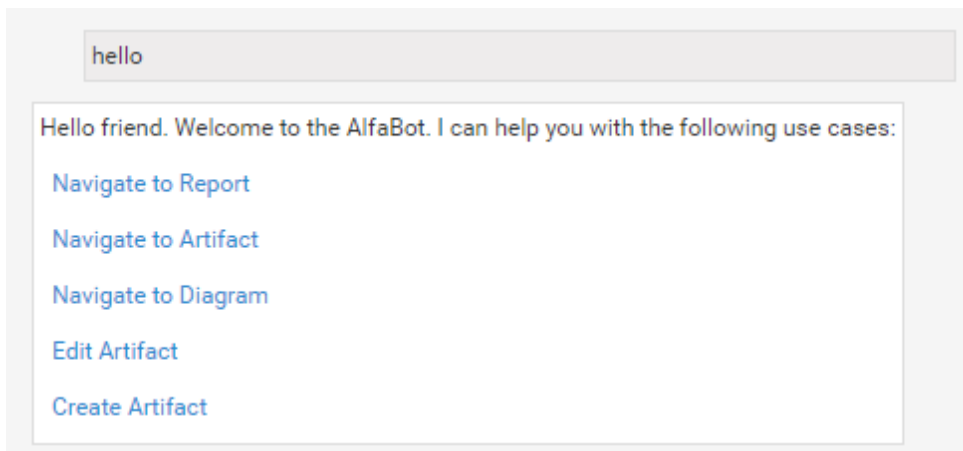 hello
Hello friend. Welcome to the AlfaBot. I can help you with the following use cases:
Navigate to Report
Navigate to Artifact
Navigate to Diagram
Edit Artifact
Create Artifact